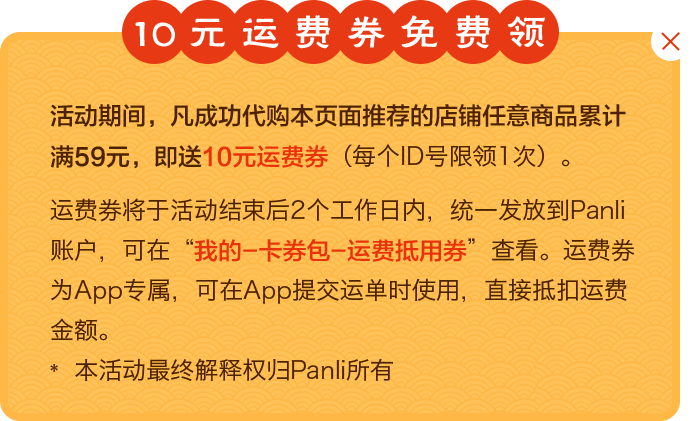 10元运费券免费领
活动期间，凡成功代购本页面推荐的店铺任意商品累计
满59元，即送10元运费券（每个ID号限领1次）。
运费券将于活动结束后2个工作日内，统一发放到Panli
账户，可在“我的–卡券包–运费抵用券”查看。运费券
为App专属，可在App提交运单时使用，直接抵扣运费
金额。
* 本活动最终解释权归Panli所有